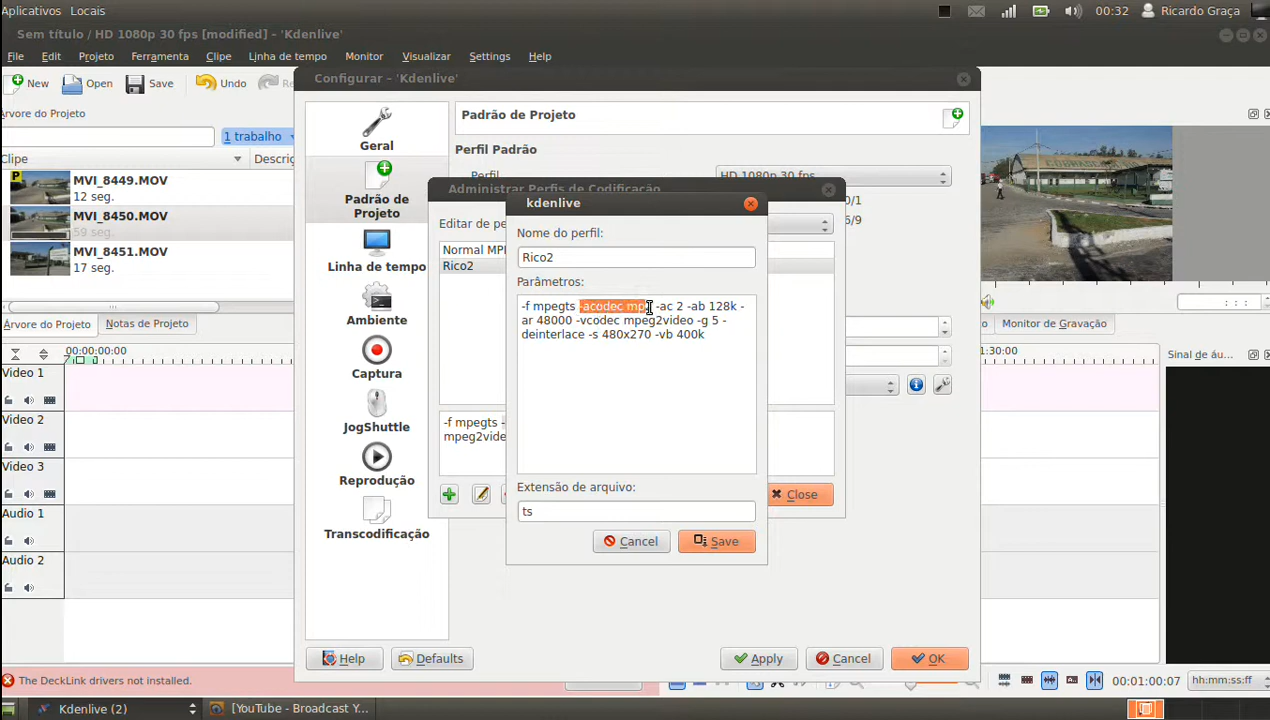 Aplicativos Locais 00:32 Ricardo Graça
Sem título / HD 1080p 30 fps [modified] – 'Kdenlive'
File Edit Projeto Ferramenta Clipe Linha de tempo Monitor Visualizar Settings Help
New Open Save Undo
Configurar – 'Kdenlive'
Árvore do Projeto
1 trabalho
Clipe
MVI_8449.MOV
12 seg.
MVI_8450.MOV
59 seg.
MVI_8451.MOV
17 seg.
Árvore do Projeto Notas de Projeto
Geral
Padrão de
Projeto
Linha de tempo
Ambiente
Captura
JogShuttle
Reprodução
Transcodificação
Padrão de Projeto
Perfil Padrão
Perfil HD 1080p 30 fps
Administrar Perfis de Codificação
Editar de pe
Normal MPE
Rico2
-f mpegts -
mpeg2vide
Close
kdenlive
Nome do perfil:
Rico2
Parâmetros:
-f mpegts -acodec mp -ac 2 -ab 128k -
ar 48000 -vcodec mpeg2video -g 5 -
deinterlace -s 480x270 -vb 400k
Extensão de arquivo:
ts
Cancel Save
Monitor de Gravação
: : :
00:00:00:00
1:30:00
Sinal de áu...
Video 1
Video 2
Video 3
Audio 1
Audio 2
Help Defaults Apply Cancel OK
The DeckLink drivers not installed.
00:01:00:07 hh:mm:ss:ff
Kdenlive (2) [YouTube - Broadcast Y...